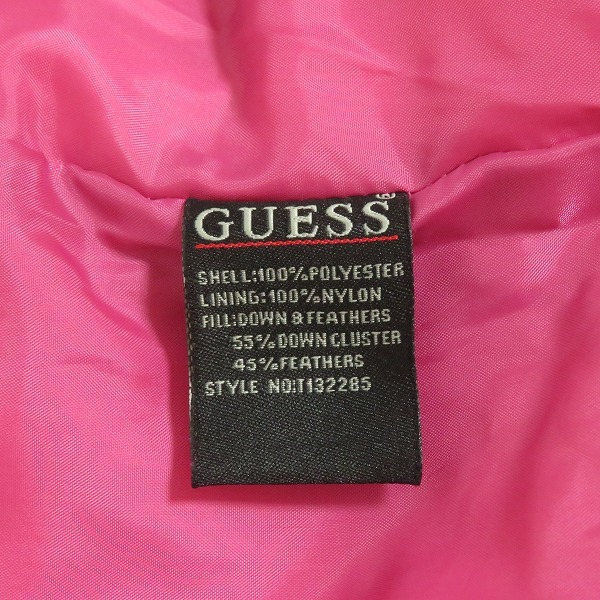 GUESS®
SHELL:100%POLYESTER
LINING:100%NYLON
FILL:DOWN & FEATHERS
55%DOWN CLUSTER
45%FEATHERS
STYLE NO:T132285